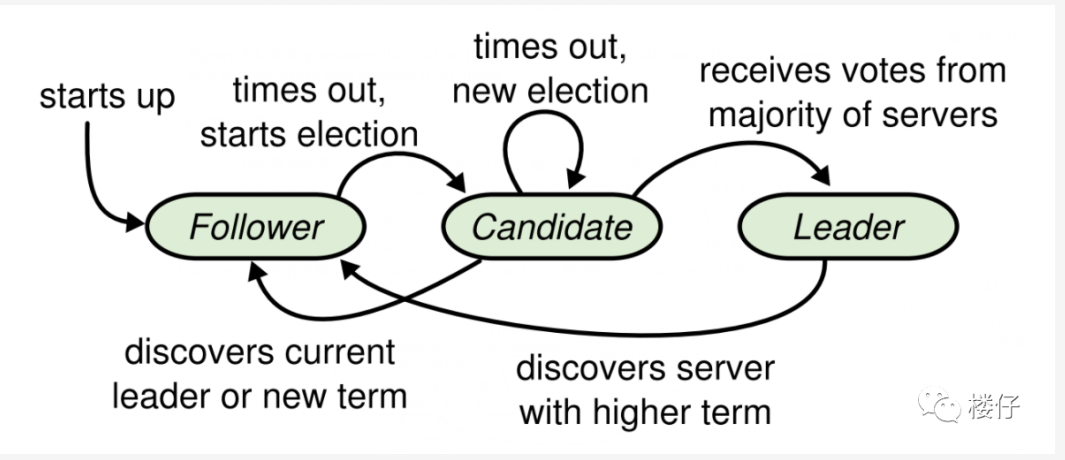 starts up
times out,
starts election
times out,
new election
receives votes from
majority of servers
Follower
Candidate
Leader
discovers current
leader or new term
discovers server
with higher term
楼仔